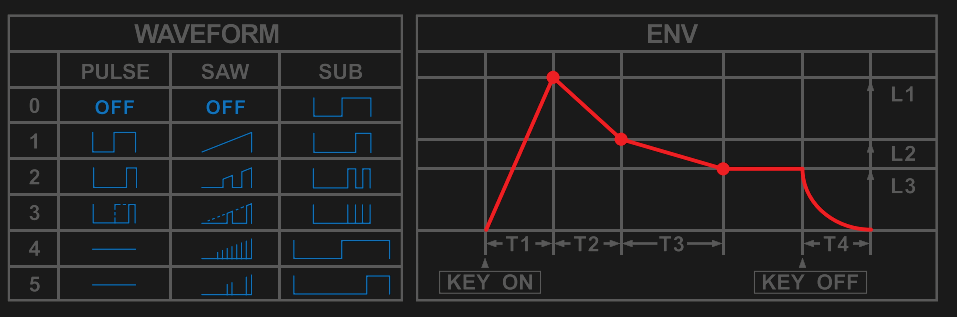 WAVEFORM
PULSE SAW SUB
0 OFF OFF
1
2
3
4
5
ENV
L1
L2
L3
T1 T2 T3 T4
KEY ON KEY OFF